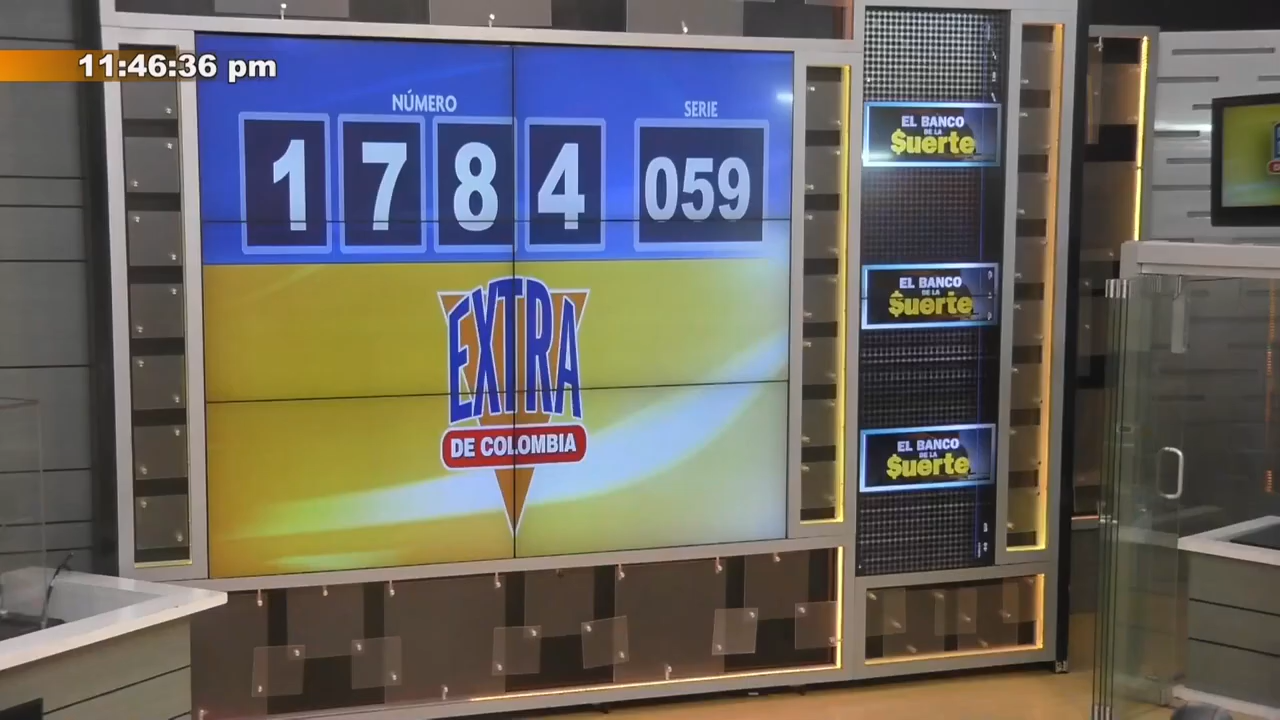 11:46:36 pm
NÚMERO
SERIE
1 7 8 4 059
EXTRA
DE COLOMBIA
EL BANCO
DE LA
$uerte
EL BANCO
DE LA
$uerte
EL BANCO
DE LA
$uerte